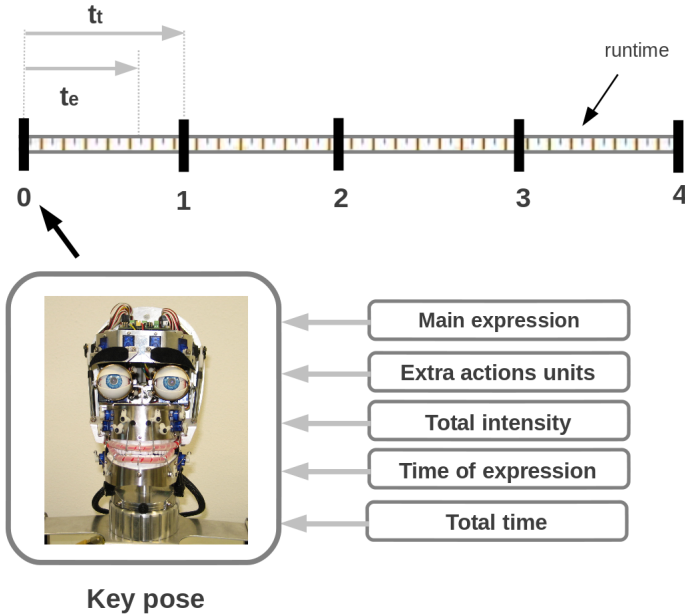 tt
runtime
te
0
1
2
3
4
Main expression
Extra actions units
Total intensity
Time of expression
Total time
Key pose